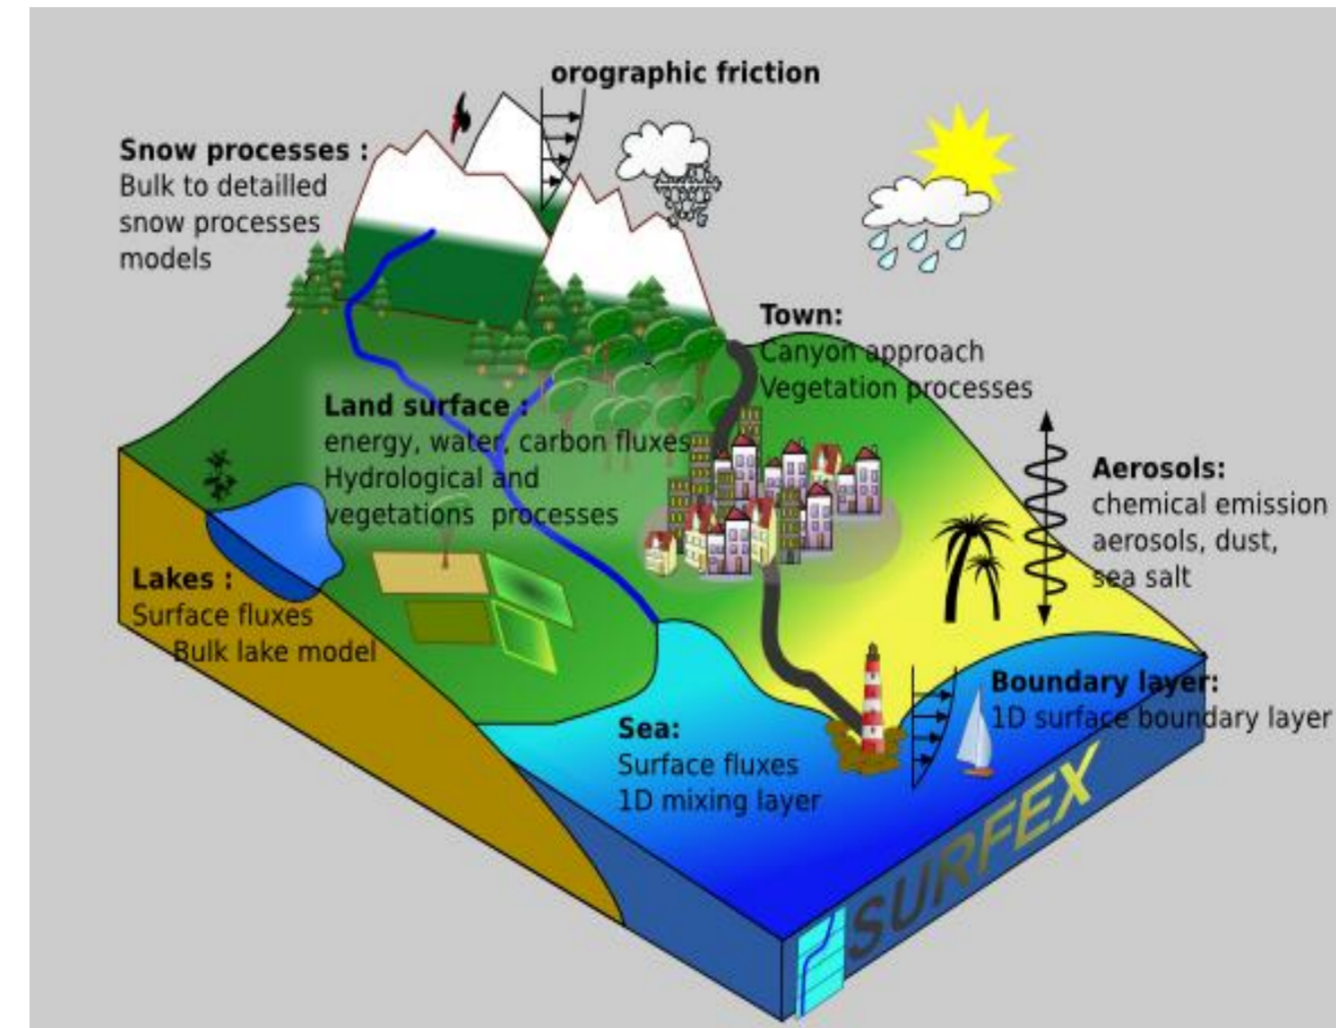 orographic friction
Snow processes :
Bulk to detailled
snow processes
models
Town:
Canyon approach
Vegetation processes
Land surface :
energy, water, carbon fluxes
Hydrological and
vegetations processes
Aerosols:
chemical emission
aerosols, dust,
sea salt
Lakes :
Surface fluxes
Bulk lake model
Boundary layer:
1D surface boundary layer
Sea:
Surface fluxes
1D mixing layer
SURFEX